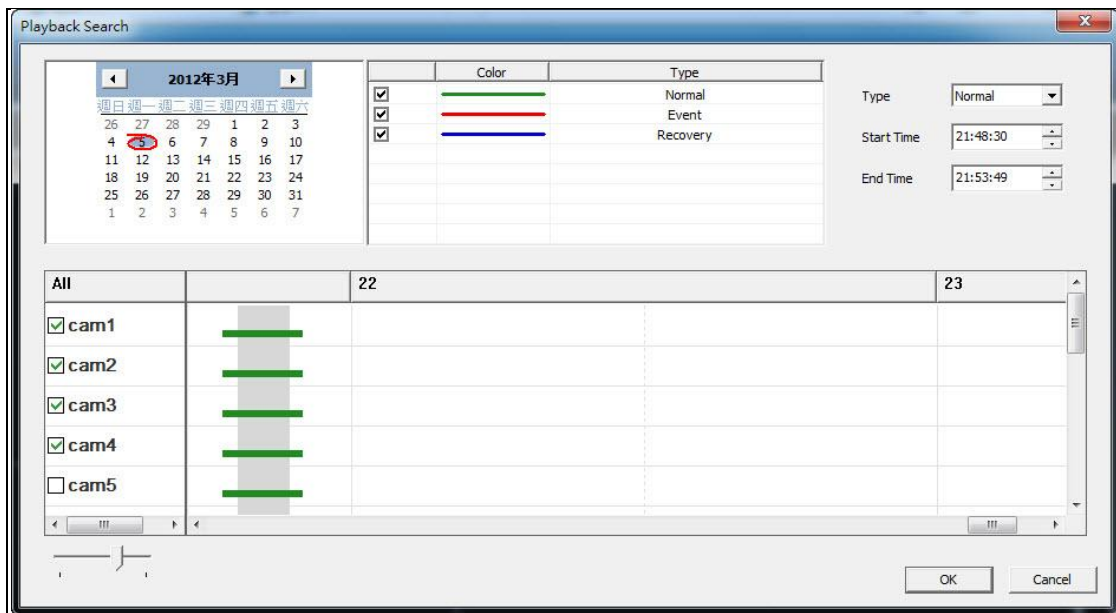 Playback Search
2012年3月
週日 週一 週二 週三 週四 週五 週六
26 27 28 29 1 2 3
4 5 6 7 8 9 10
11 12 13 14 15 16 17
18 19 20 21 22 23 24
25 26 27 28 29 30 31
1 2 3 4 5 6 7
Color Type
Normal
Event
Recovery
Type Normal
Start Time 21:48:30
End Time 21:53:49
All 22 23
cam1
cam2
cam3
cam4
cam5
OK Cancel